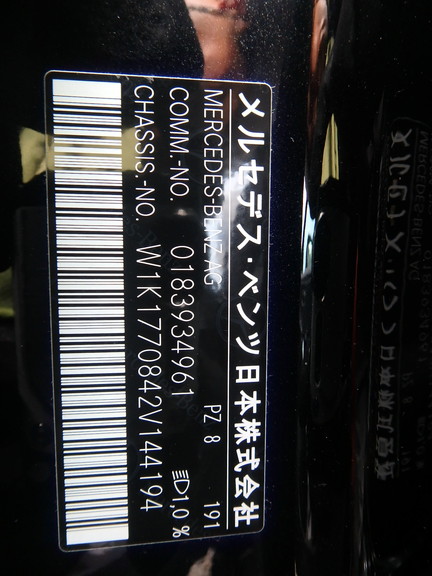 メルセデス・ベンツ日本株式会社
MERCEDES-BENZ AG PZ 8 191
COMM.-NO. 0183934961 1,0 %
CHASSIS.-NO. W1K1770842V144194